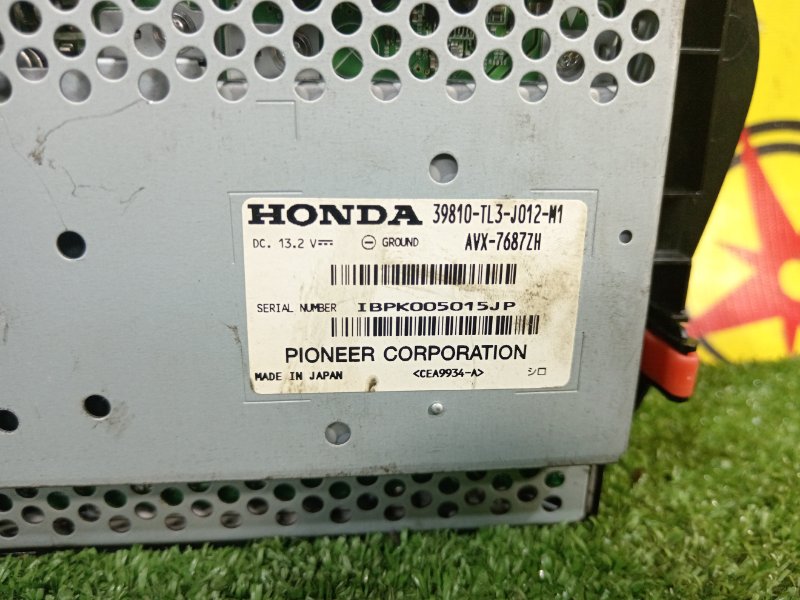 HONDA 39810-TL3-J012-M1
DC. 13.2 V⎓ ⊖ GROUND AVX-7687ZH
SERIAL NUMBER IBPK005015JP
PIONEER CORPORATION
MADE IN JAPAN <CEA9934-A> シロ